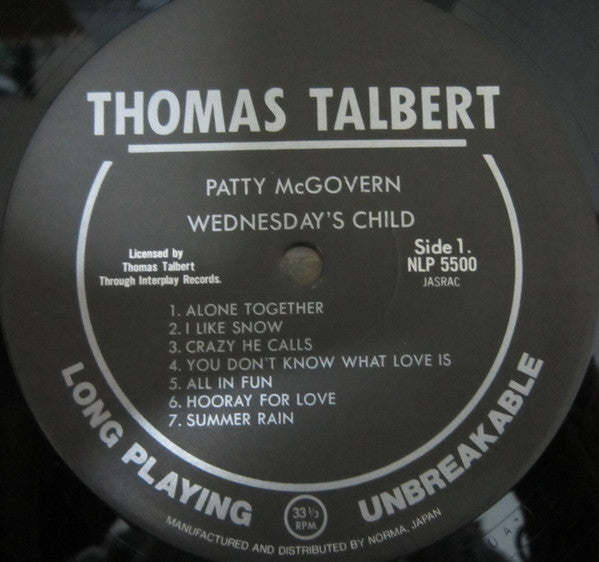 THOMAS TALBERT
PATTY McGOVERN
WEDNESDAY'S CHILD
Licensed by
Thomas Talbert
Through Interplay Records.
Side 1.
NLP 5500
JASRAC
1. ALONE TOGETHER
2. I LIKE SNOW
3. CRAZY HE CALLS
4. YOU DON'T KNOW WHAT LOVE IS
5. ALL IN FUN
6. HOORAY FOR LOVE
7. SUMMER RAIN
LONG PLAYING
33 1/3
RPM
UNBREAKABLE
MANUFACTURED AND DISTRIBUTED BY NORMA, JAPAN